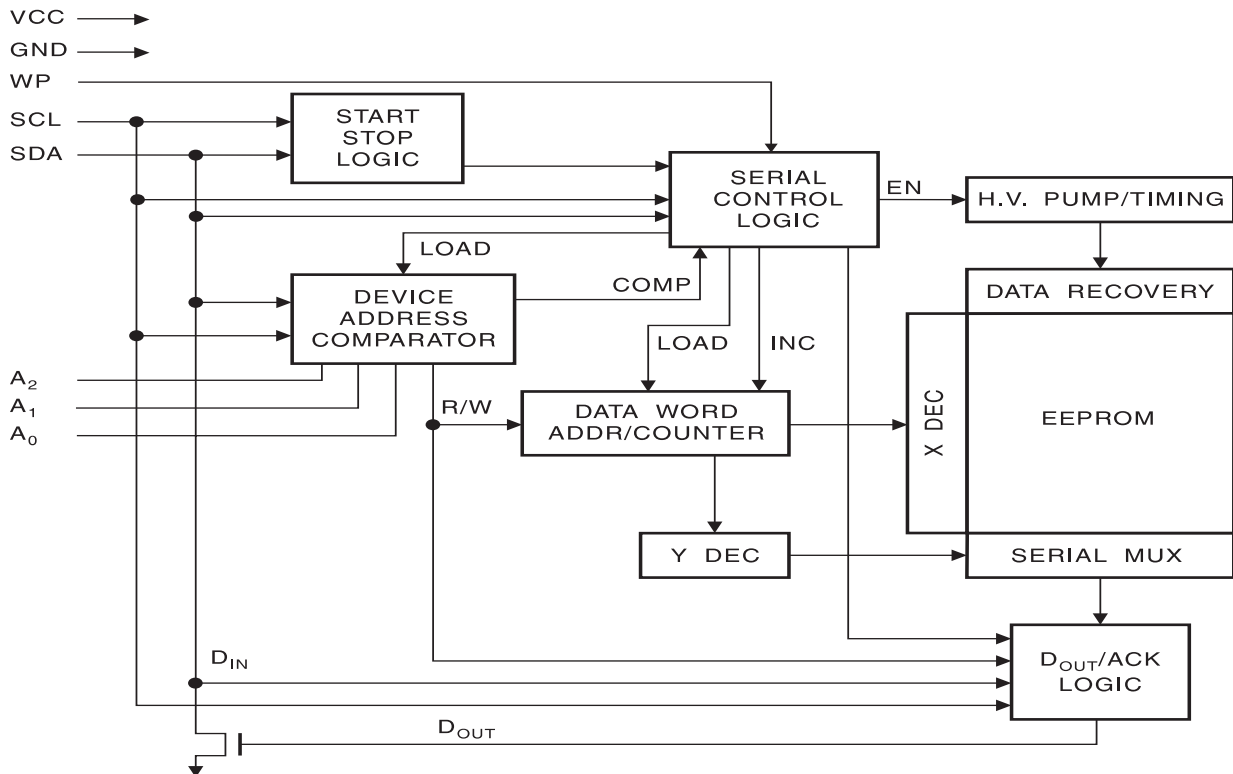 VCC
GND
WP
SCL
SDA
START
STOP
LOGIC
SERIAL
CONTROL
LOGIC
EN
H.V. PUMP/TIMING
LOAD
COMP
DEVICE
ADDRESS
COMPARATOR
LOAD
INC
DATA RECOVERY
A2
A1
A0
R/W
DATA WORD
ADDR/COUNTER
X DEC
EEPROM
Y DEC
SERIAL MUX
DIN
DOUT/ACK
LOGIC
DOUT